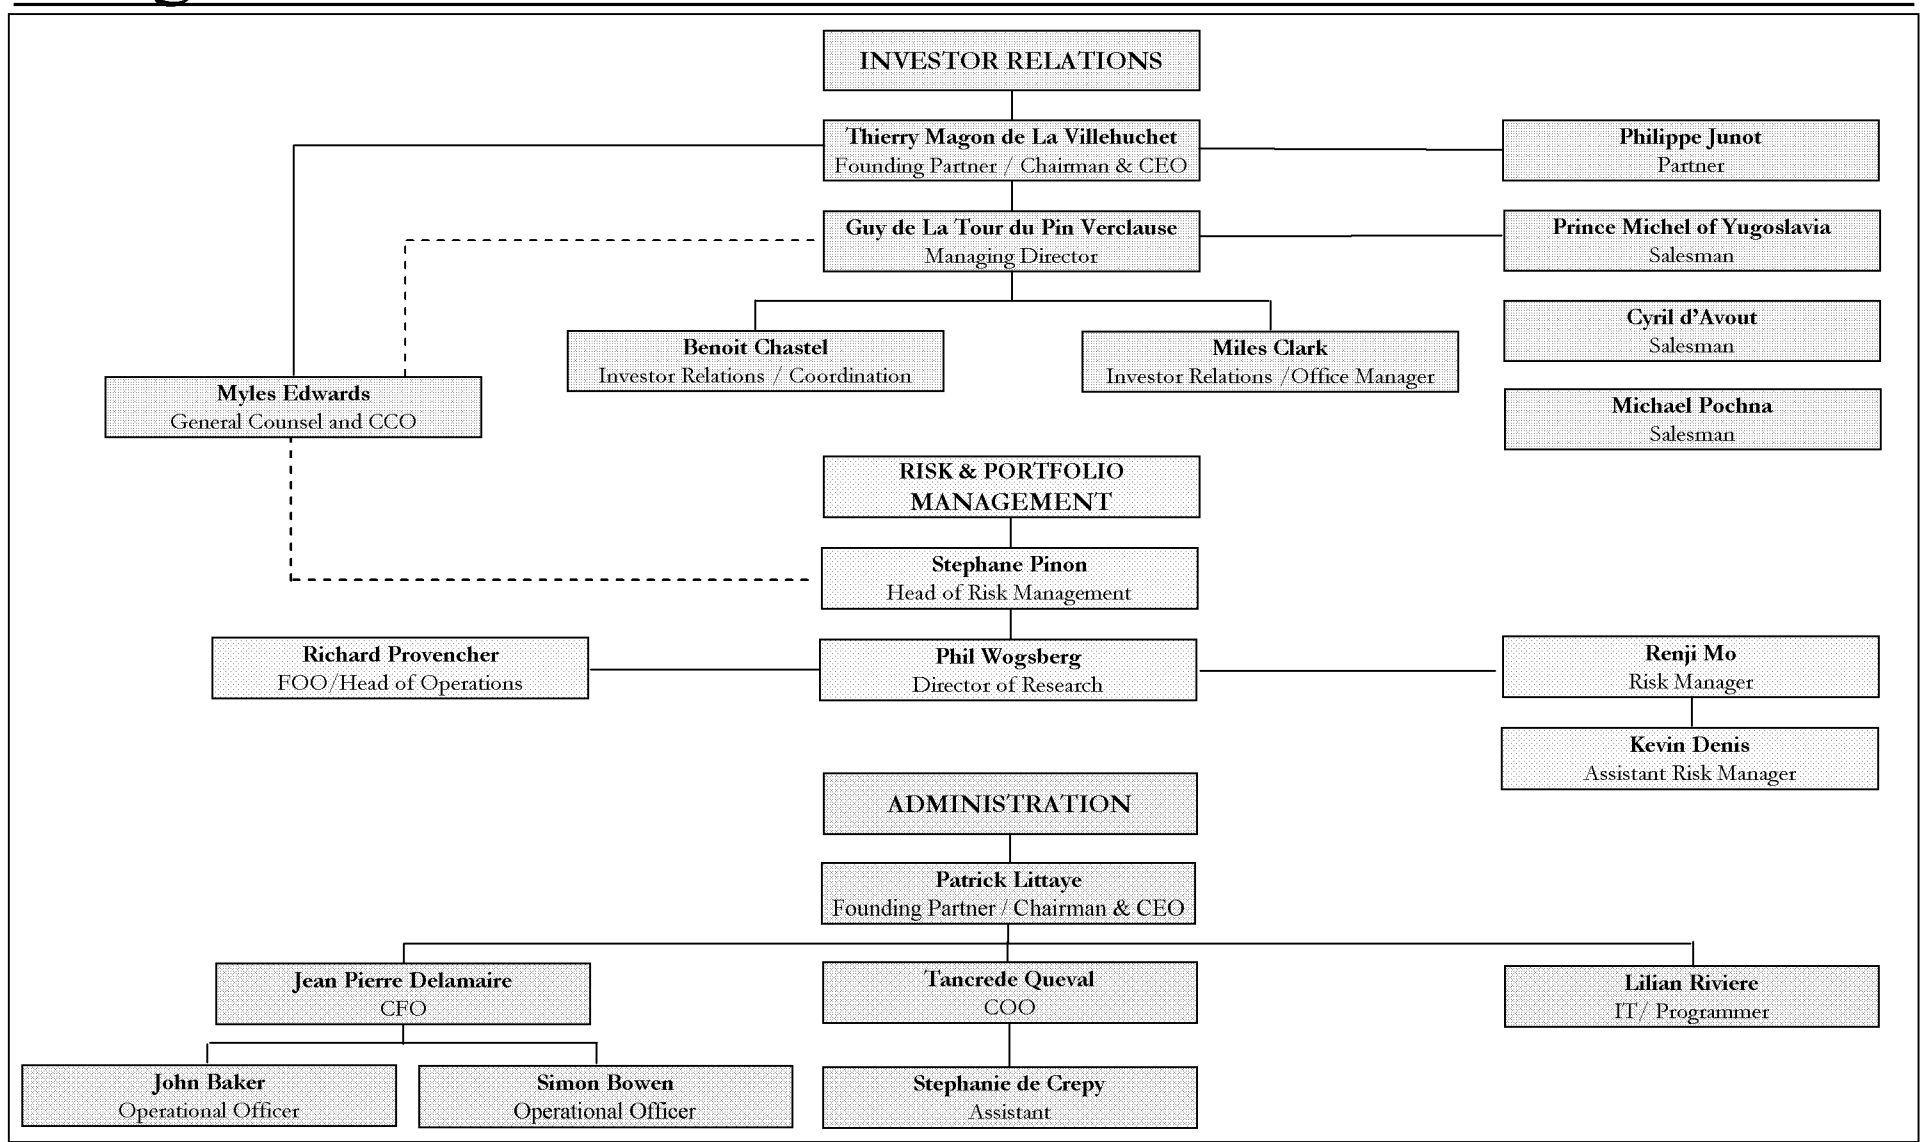 INVESTOR RELATIONS
Thierry Magon de La Villehuchet
Founding Partner / Chairman & CEO
Philippe Junot
Partner
Guy de La Tour du Pin Verclause
Managing Director
Prince Michel of Yugoslavia
Salesman
Benoit Chastel
Investor Relations / Coordination
Miles Clark
Investor Relations /Office Manager
Cyril d'Avout
Salesman
Myles Edwards
General Counsel and CCO
Michael Pochna
Salesman
RISK & PORTFOLIO
MANAGEMENT
Stephane Pinon
Head of Risk Management
Richard Provencher
FOO/Head of Operations
Phil Wogsberg
Director of Research
Renji Mo
Risk Manager
Kevin Denis
Assistant Risk Manager
ADMINISTRATION
Patrick Littaye
Founding Partner / Chairman & CEO
Jean Pierre Delamaire
CFO
Tancrede Queval
COO
Lilian Riviere
IT/ Programmer
John Baker
Operational Officer
Simon Bowen
Operational Officer
Stephanie de Crepy
Assistant